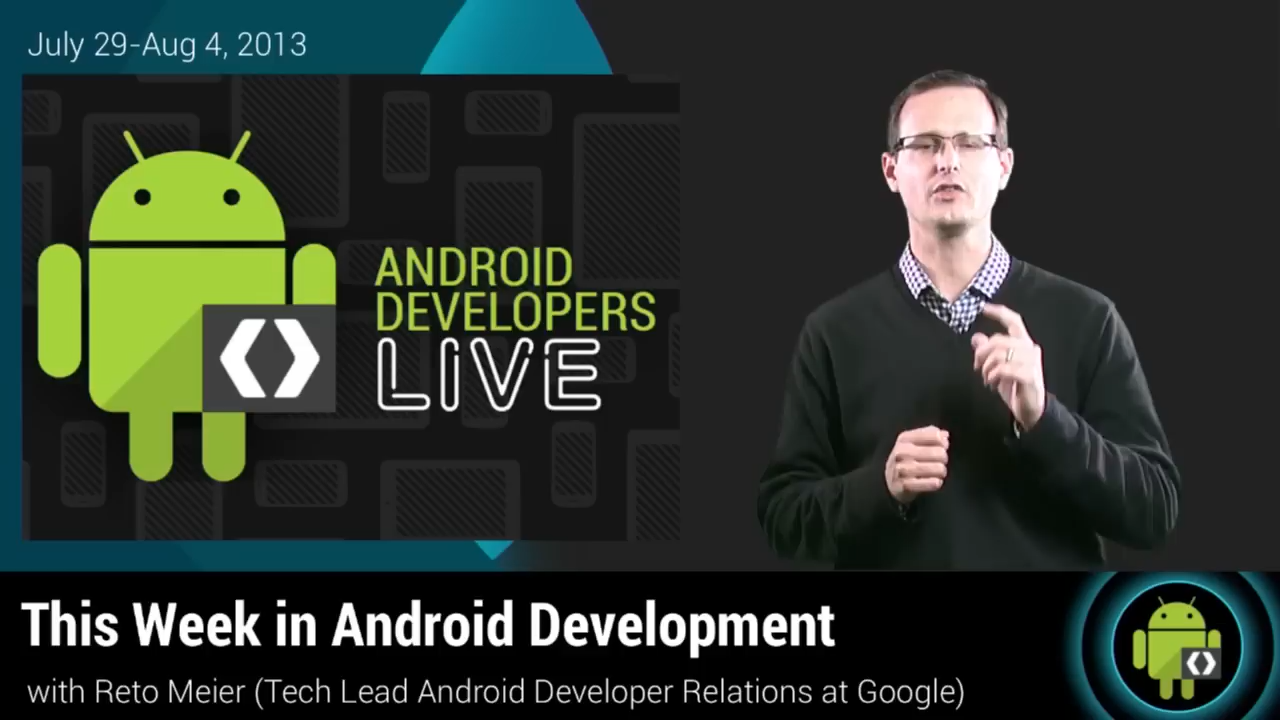 July 29-Aug 4, 2013
ANDROID
DEVELOPERS
LIVE
This Week in Android Development
with Reto Meier (Tech Lead Android Developer Relations at Google)